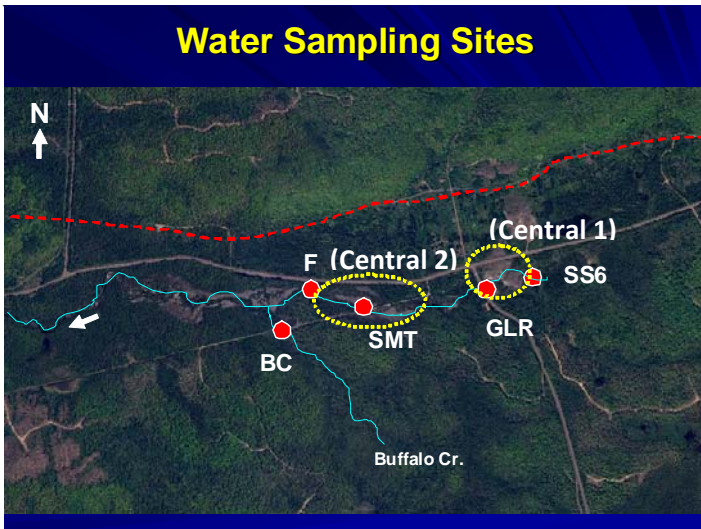 Water Sampling Sites
N
(Central 1)
F (Central 2)
SS6
GLR
SMT
BC
Buffalo Cr.